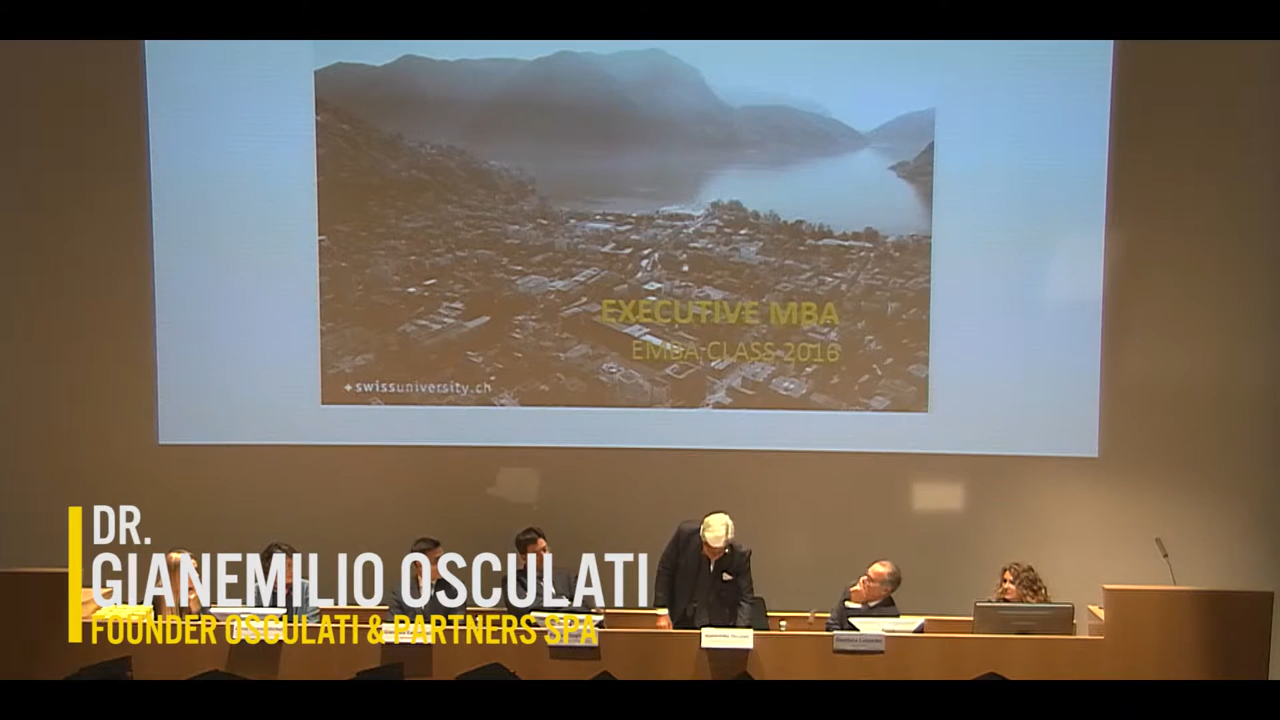 EXECUTIVE MBA
EMBA CLASS 2016
+swissuniversity.ch
DR.
GIANEMILIO OSCULATI
FOUNDER OSCULATI & PARTNERS SPA